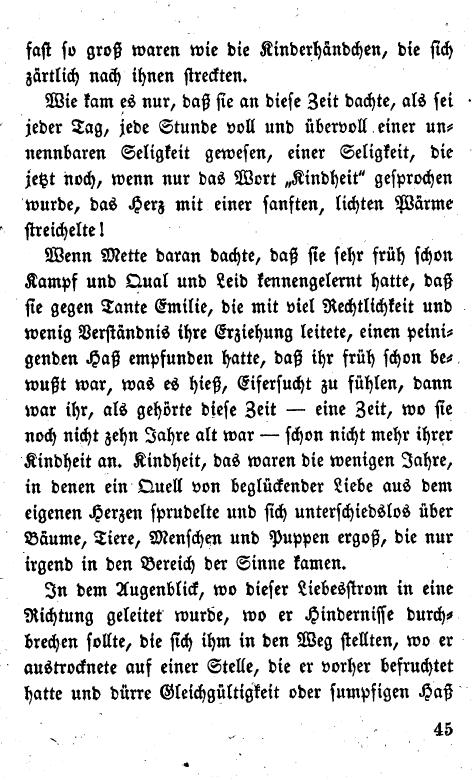 fast so groß waren wie die Kinderhändchen, die sich
zärtlich nach ihnen streckten.
Wie kam es nur, daß sie an diese Zeit dachte, als sei
jeder Tag, jede Stunde voll und übervoll einer un-
nennbaren Seligkeit gewesen, einer Seligkeit, die
jetzt noch, wenn nur das Wort „Kindheit“ gesprochen
wurde, das Herz mit einer sanften, lichten Wärme
streichelte!
Wenn Mette daran dachte, daß sie sehr früh schon
Kampf und Qual und Leid kennengelernt hatte, daß
sie gegen Tante Emilie, die mit viel Rechtlichkeit und
wenig Verständnis ihre Erziehung leitete, einen peini-
genden Haß empfunden hatte, daß ihr früh schon be-
wußt war, was es hieß, Eifersucht zu fühlen, dann
war ihr, als gehörte diese Zeit — eine Zeit, wo sie
noch nicht zehn Jahre alt war — schon nicht mehr ihrer
Kindheit an. Kindheit, das waren die wenigen Jahre,
in denen ein Quell von beglückender Liebe aus dem
eigenen Herzen sprudelte und sich unterschiedslos über
Bäume, Tiere, Menschen und Puppen ergoß, die nur
irgend in den Bereich der Sinne kamen.
In dem Augenblick, wo dieser Liebesstrom in eine
Richtung geleitet wurde, wo er Hindernisse durch-
brechen sollte, die sich ihm in den Weg stellten, wo er
austrocknete auf einer Stelle, die er vorher befruchtet
hatte und dürre Gleichgültigkeit oder sumpfigen Haß
45